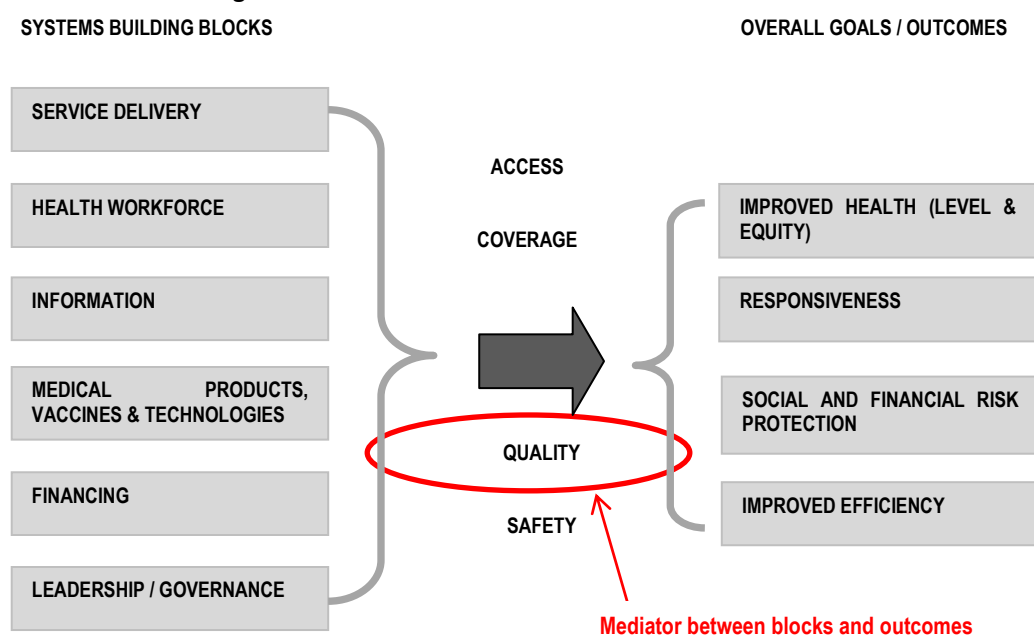 SYSTEMS BUILDING BLOCKS
OVERALL GOALS / OUTCOMES
SERVICE DELIVERY
HEALTH WORKFORCE
INFORMATION
MEDICAL PRODUCTS,
VACCINES & TECHNOLOGIES
FINANCING
LEADERSHIP / GOVERNANCE
ACCESS
COVERAGE
QUALITY
SAFETY
IMPROVED HEALTH (LEVEL &
EQUITY)
RESPONSIVENESS
SOCIAL AND FINANCIAL RISK
PROTECTION
IMPROVED EFFICIENCY
Mediator between blocks and outcomes